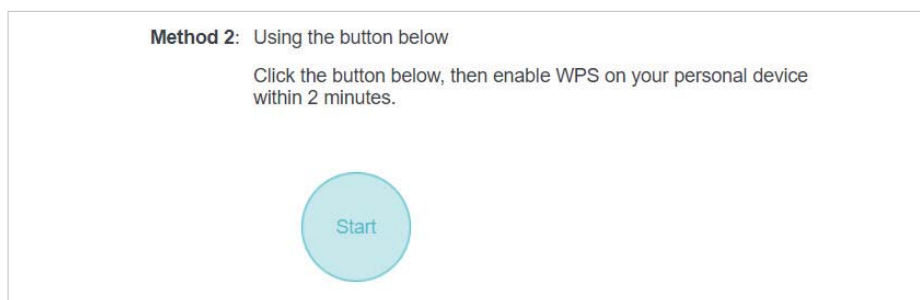 Method 2: Using the button below
Click the button below, then enable WPS on your personal device
within 2 minutes.
Start